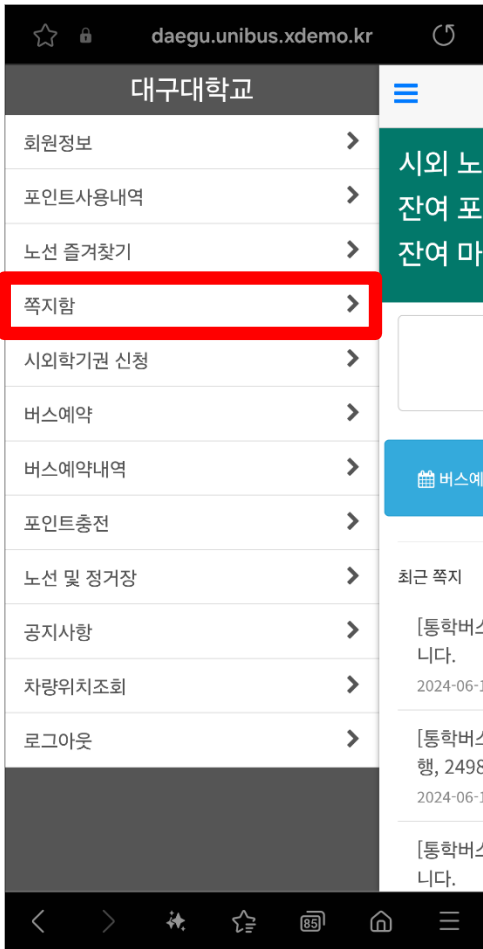 daegu.unibus.xdemo.kr
대구대학교
회원정보
포인트사용내역
노선 즐겨찾기
쪽지함
시외학기권 신청
버스예약
버스예약내역
포인트충전
노선 및 정거장
공지사항
차량위치조회
로그아웃
시외 노
잔여 포
잔여 마
버스예
최근 쪽지
[통학버스
니다.
2024-06-1
[통학버스
행, 2498
2024-06-1
[통학버스
니다.
85